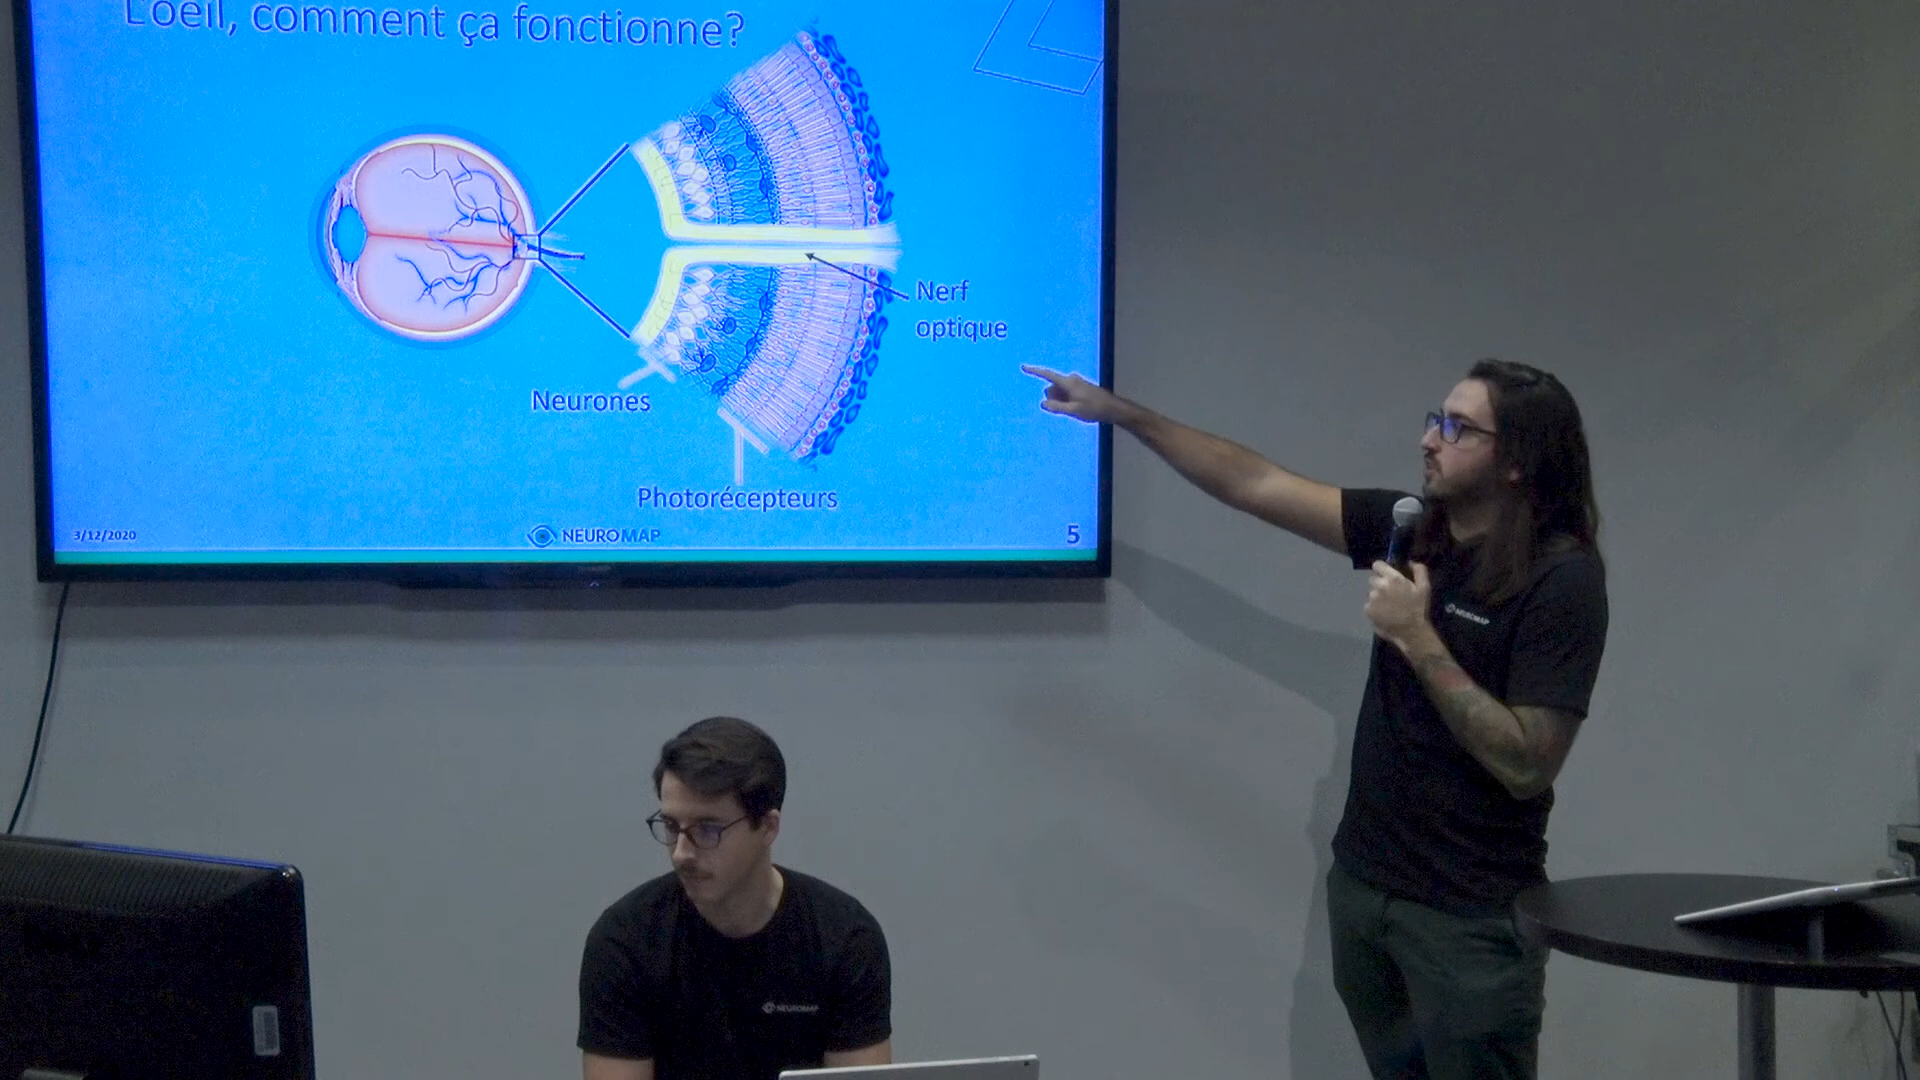 L'oeil, comment ça fonctionne?
Nerf
optique
Neurones
Photorécepteurs
3/12/2020
NEUROMAP
5
NEUROMAP
NEUROMAP